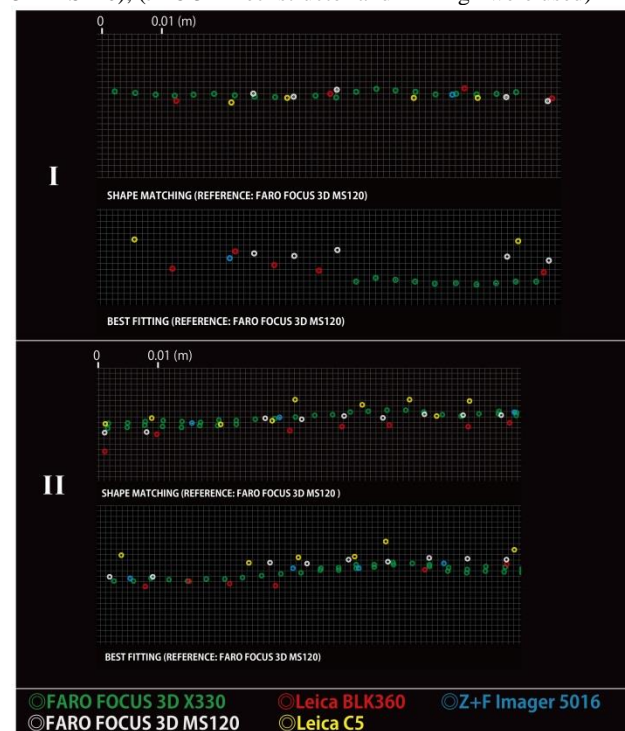 0 0.01 (m)
I
SHAPE MATCHING (REFERENCE: FARO FOCUS 3D MS120)
BEST FITTING (REFERENCE: FARO FOCUS 3D MS120)
0 0.01 (m)
II
SHAPE MATCHING (REFERENCE: FARO FOCUS 3D MS120 )
BEST FITTING (REFERENCE: FARO FOCUS 3D MS120)
◎FARO FOCUS 3D X330 ◎Leica BLK360 ◎Z+F Imager 5016
◎FARO FOCUS 3D MS120 ◎Leica C5